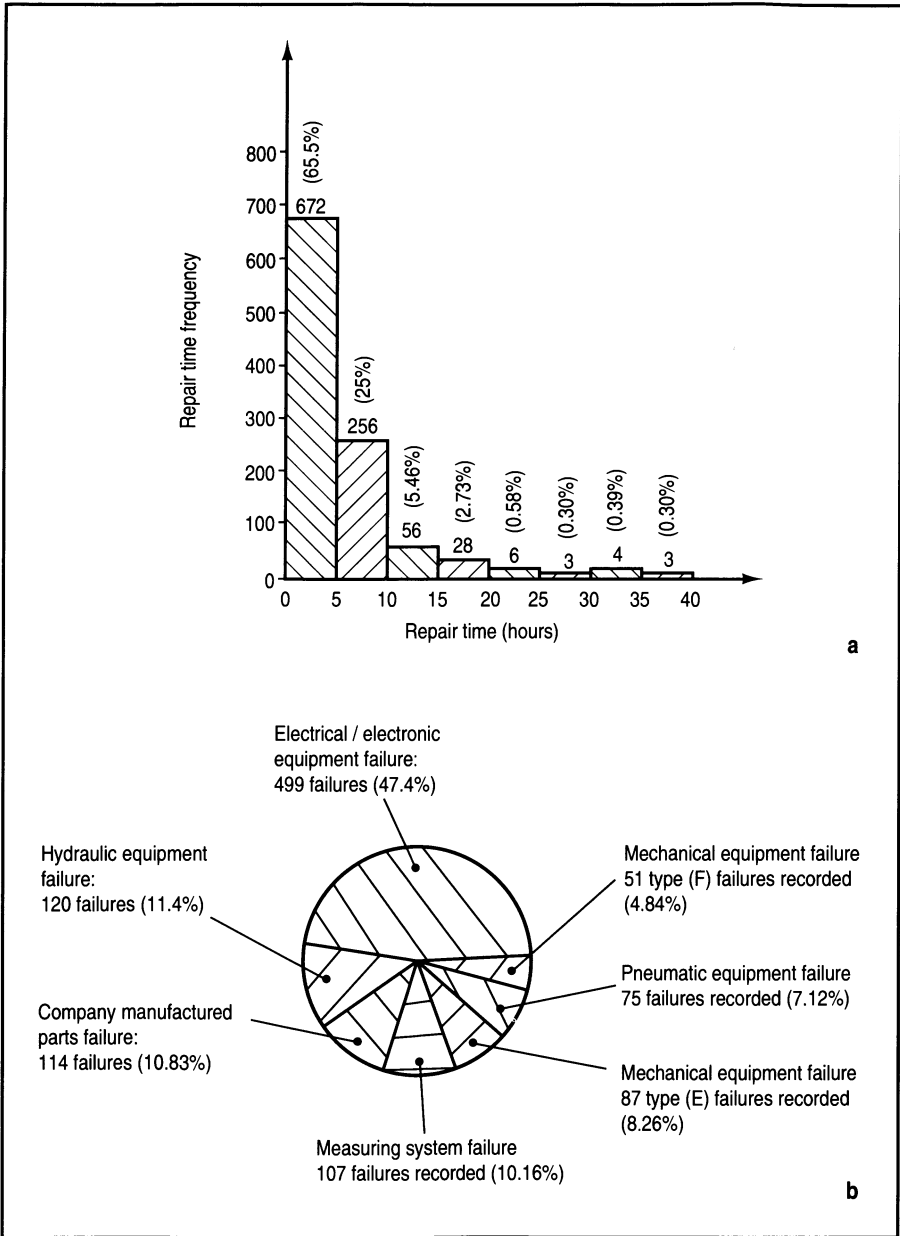 800
700
600
500
400
300
200
100
0
Repair time frequency
(65.5%)
672
(25%)
256
(5.46%)
56
(2.73%)
28
(0.58%)
6
(0.30%)
3
(0.39%)
4
(0.30%)
3
0 5 10 15 20 25 30 35 40
Repair time (hours)
a
Electrical / electronic
equipment failure:
499 failures (47.4%)
Hydraulic equipment
failure:
120 failures (11.4%)
Mechanical equipment failure
51 type (F) failures recorded
(4.84%)
Pneumatic equipment failure
75 failures recorded (7.12%)
Company manufactured
parts failure:
114 failures (10.83%)
Mechanical equipment failure
87 type (E) failures recorded
(8.26%)
Measuring system failure
107 failures recorded (10.16%)
b